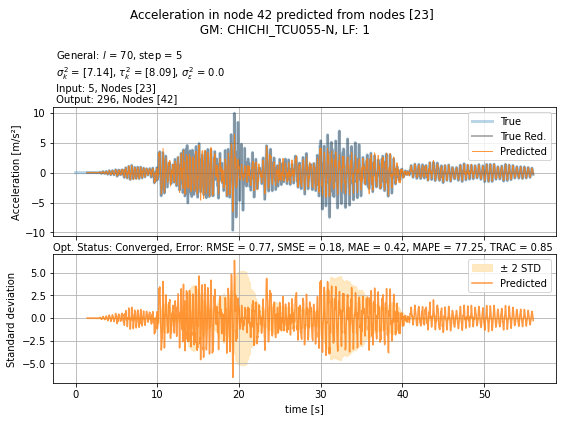 Acceleration in node 42 predicted from nodes [23]
GM: CHICHI_TCU055-N, LF: 1
General: l = 70, step = 5
σ²ₖ = [7.14], τ²ₖ = [8.09], σ²ε = 0.0
Input: 5, Nodes [23]
Output: 296, Nodes [42]
Acceleration [m/s²]
10
5
0
−5
−10
True
True Red.
Predicted
Opt. Status: Converged, Error: RMSE = 0.77, SMSE = 0.18, MAE = 0.42, MAPE = 77.25, TRAC = 0.85
Standard deviation
5.0
2.5
0.0
−2.5
−5.0
± 2 STD
Predicted
0 10 20 30 40 50
time [s]